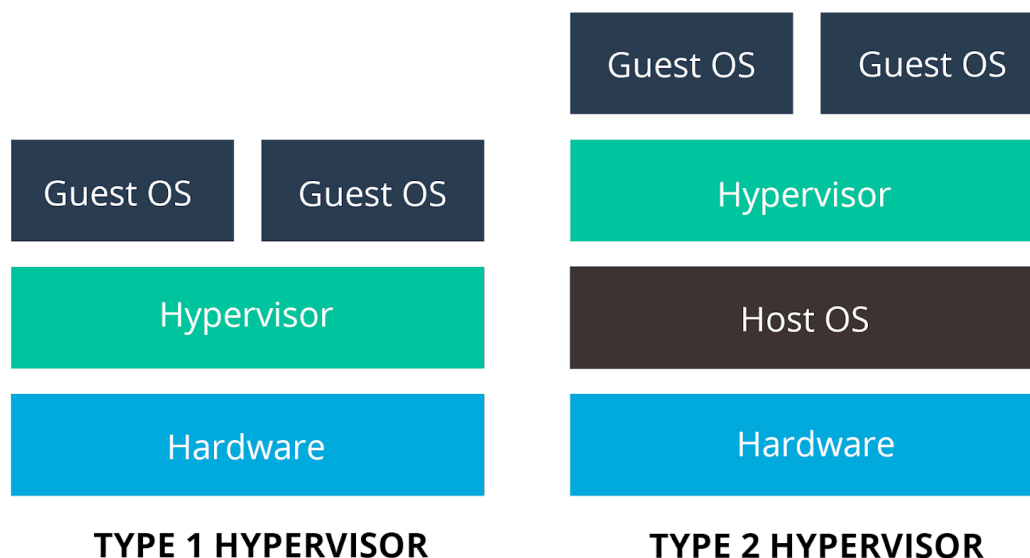 Guest OS
Guest OS
Hypervisor
Hardware
TYPE 1 HYPERVISOR
Guest OS
Guest OS
Hypervisor
Host OS
Hardware
TYPE 2 HYPERVISOR